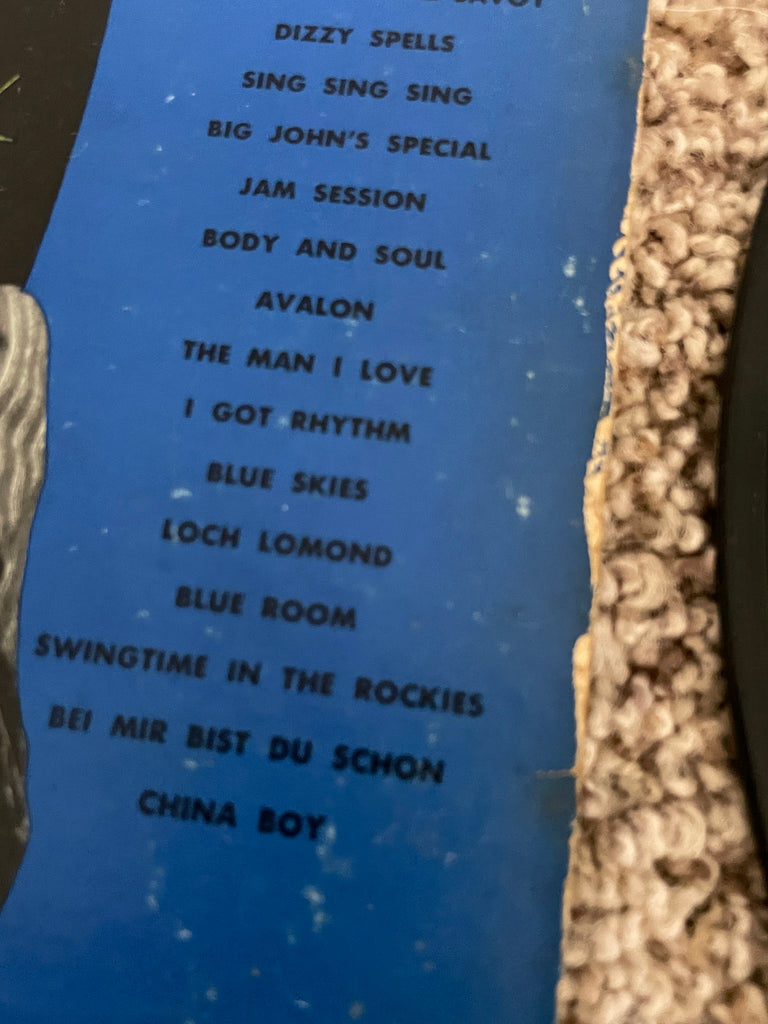 SAVOY
DIZZY SPELLS
SING SING SING
BIG JOHN'S SPECIAL
JAM SESSION
BODY AND SOUL
AVALON
THE MAN I LOVE
I GOT RHYTHM
BLUE SKIES
LOCH LOMOND
BLUE ROOM
SWINGTIME IN THE ROCKIES
BEI MIR BIST DU SCHON
CHINA BOY